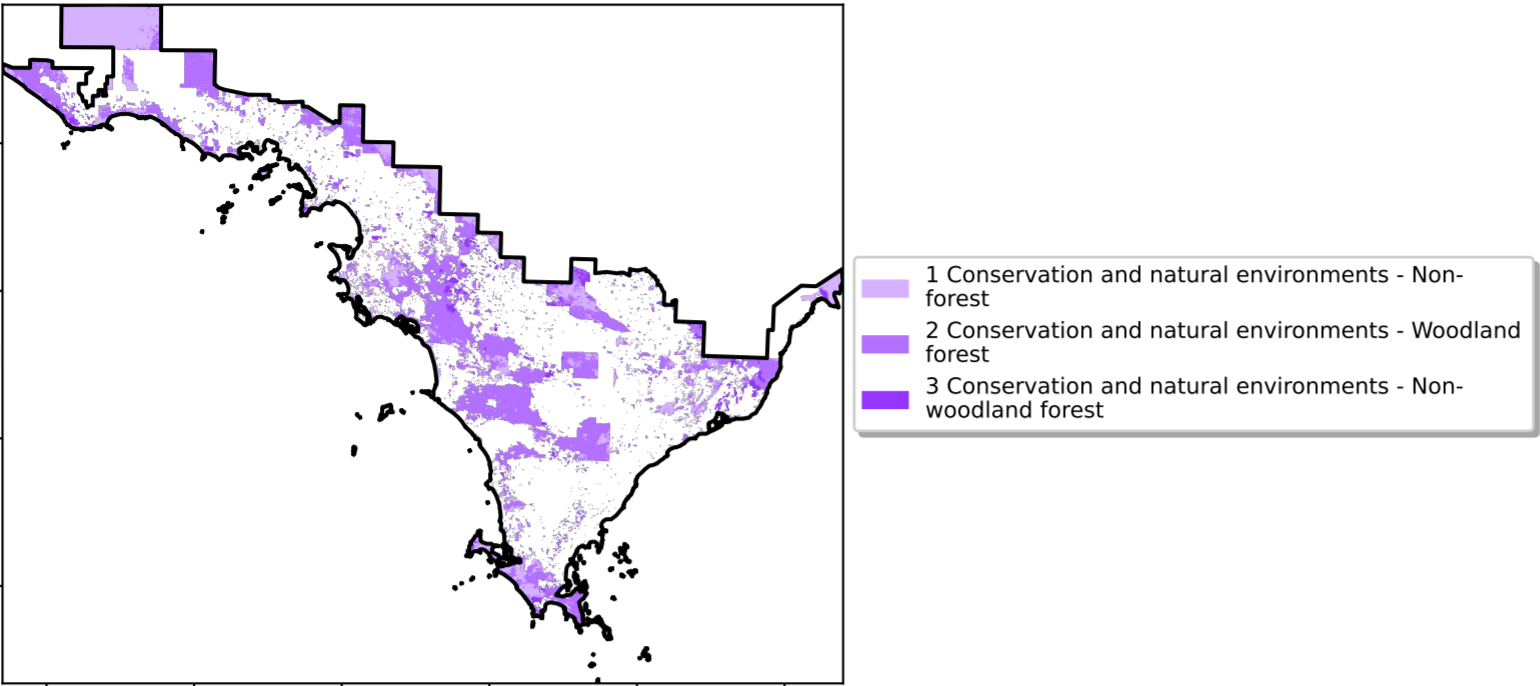 1 Conservation and natural environments - Non-
forest
2 Conservation and natural environments - Woodland
forest
3 Conservation and natural environments - Non-
woodland forest